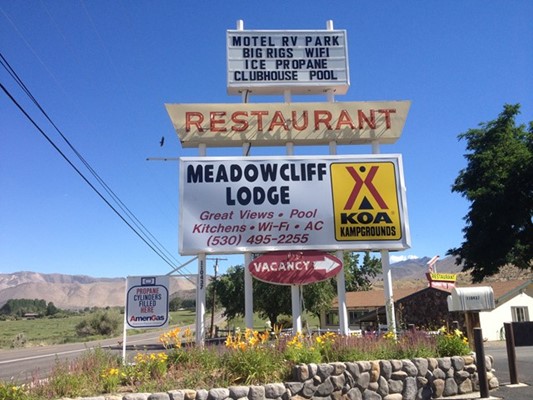 MOTEL RV PARK
BIG RIGS WIFI
ICE PROPANE
CLUBHOUSE POOL
RESTAURANT
MEADOWCLIFF
LODGE
Great Views • Pool
Kitchens • Wi-Fi • AC
(530) 495-2255
KOA
KAMPGROUNDS
VACANCY
PROPANE
CYLINDERS
FILLED
HERE
AmeriGas
RESTAURANT